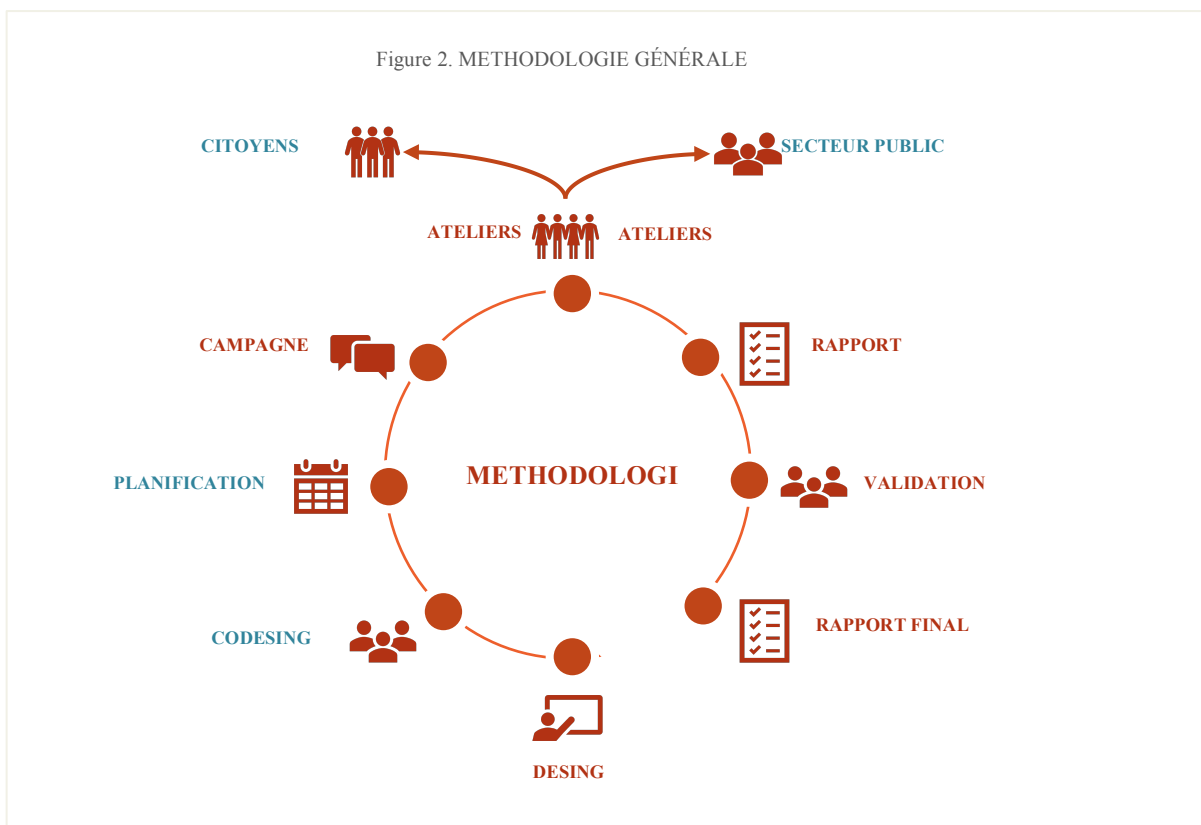 Figure 2. METHODOLOGIE GÉNÉRALE
CITOYENS
SECTEUR PUBLIC
ATELIERS
ATELIERS
CAMPAGNE
RAPPORT
METHODOLOGI
PLANIFICATION
VALIDATION
CODESING
RAPPORT FINAL
DESING